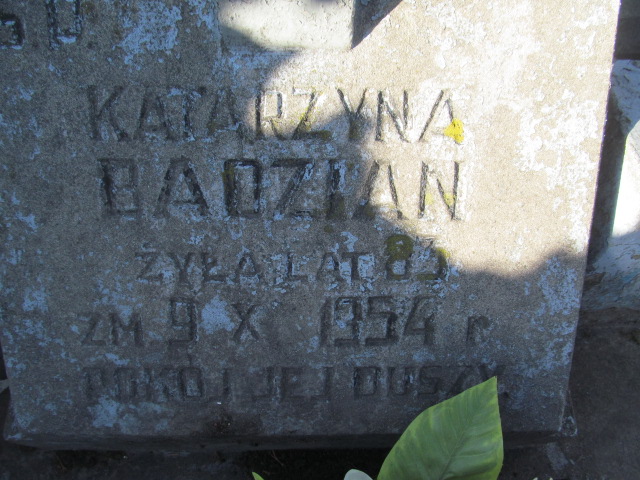 KATARZYNA
BADZIAN
ŻYŁA LAT 83
ZM 9 X 1954 r
POKÓJ JEJ DUSZY